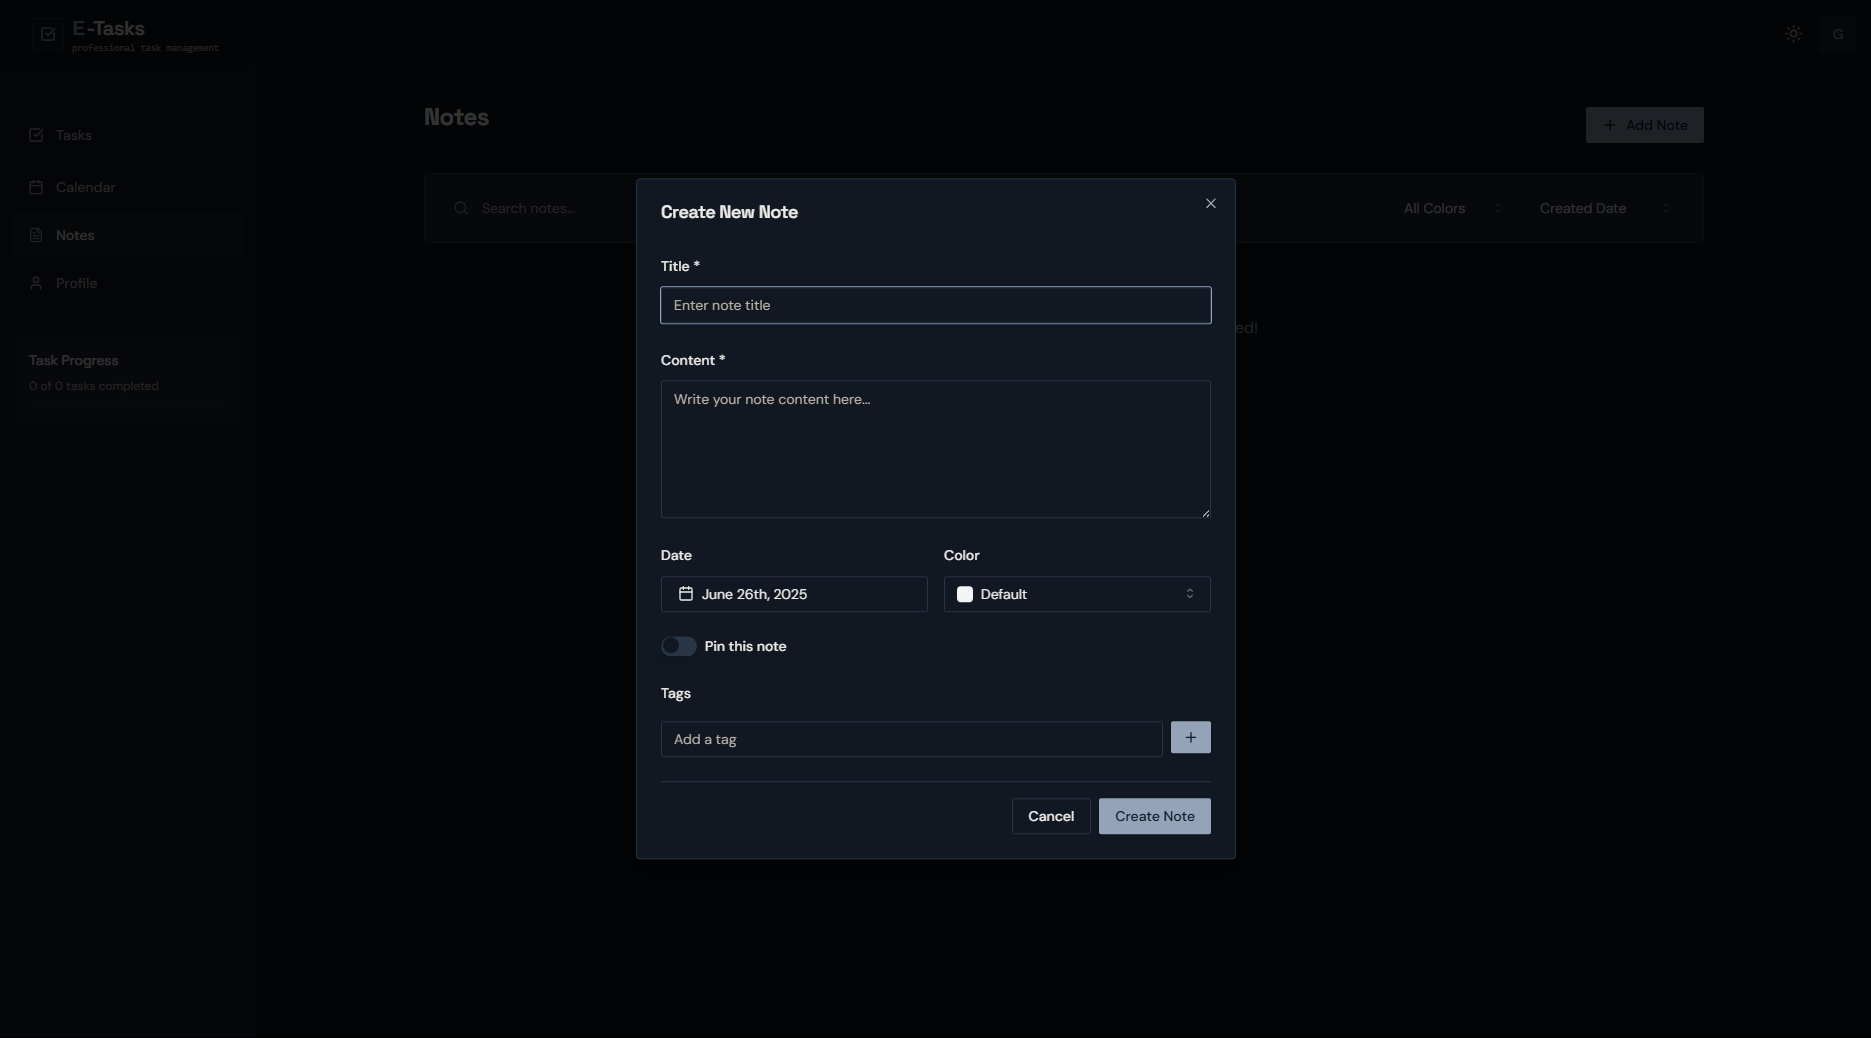 E-Tasks
professional task management
G
Tasks
Calendar
Notes
Profile
Task Progress
0 of 0 tasks completed
Notes
Add Note
Search notes...
All Colors
Created Date
ed!
Create New Note
Title *
Enter note title
Content *
Write your note content here...
Date
Color
June 26th, 2025
Default
Pin this note
Tags
Add a tag
Cancel
Create Note